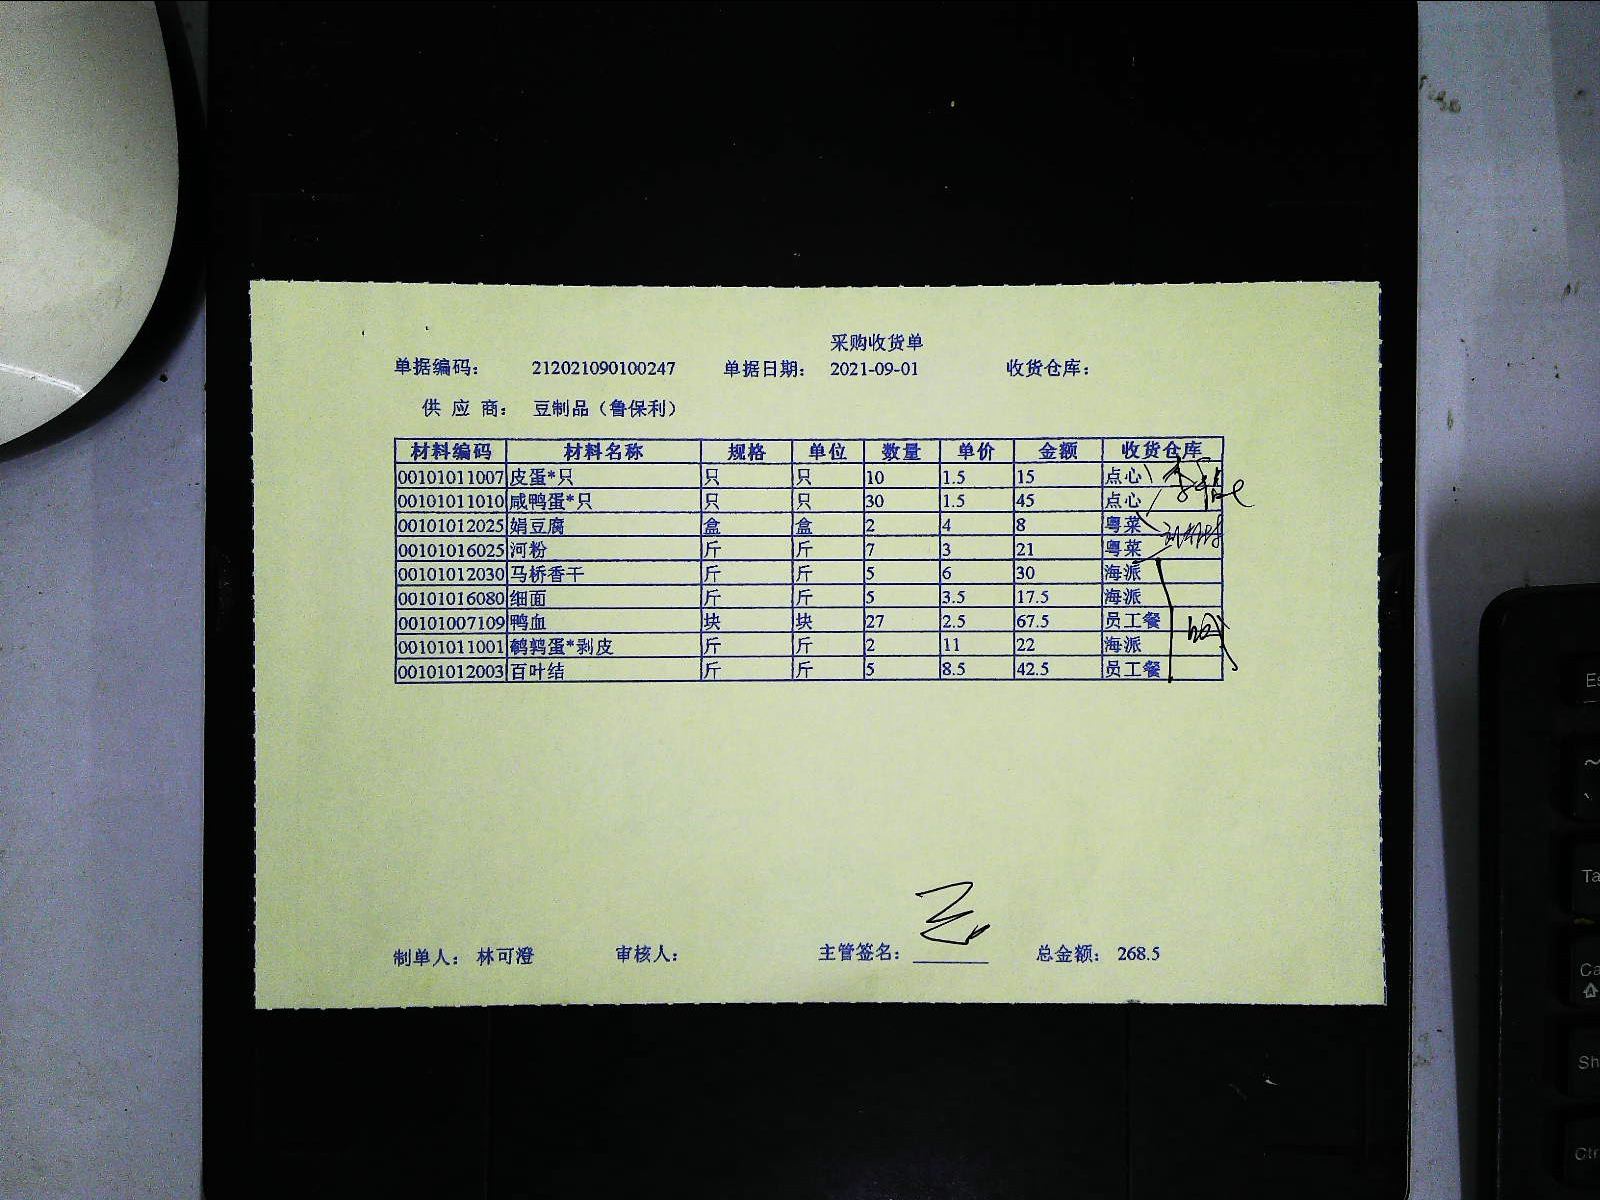 采购收货单
单据编码： 212021090100247 单据日期： 2021-09-01 收货仓库：
供 应 商： 豆制品（鲁保利）
材料编码 材料名称 规格 单位 数量 单价 金额 收货仓库
00101011007 皮蛋*只 只 只 10 1.5 15 点心
00101011010 咸鸭蛋*只 只 只 30 1.5 45 点心
00101012025 娟豆腐 盒 盒 2 4 8 粤菜
00101016025 河粉 斤 斤 7 3 21 粤菜
00101012030 马桥香干 斤 斤 5 6 30 海派
00101016080 细面 斤 斤 5 3.5 17.5 海派
00101007109 鸭血 块 块 27 2.5 67.5 员工餐
00101011001 鹌鹑蛋*剥皮 斤 斤 2 11 22 海派
00101012003 百叶结 斤 斤 5 8.5 42.5 员工餐
制单人： 林可澄 审核人： 主管签名： 总金额： 268.5